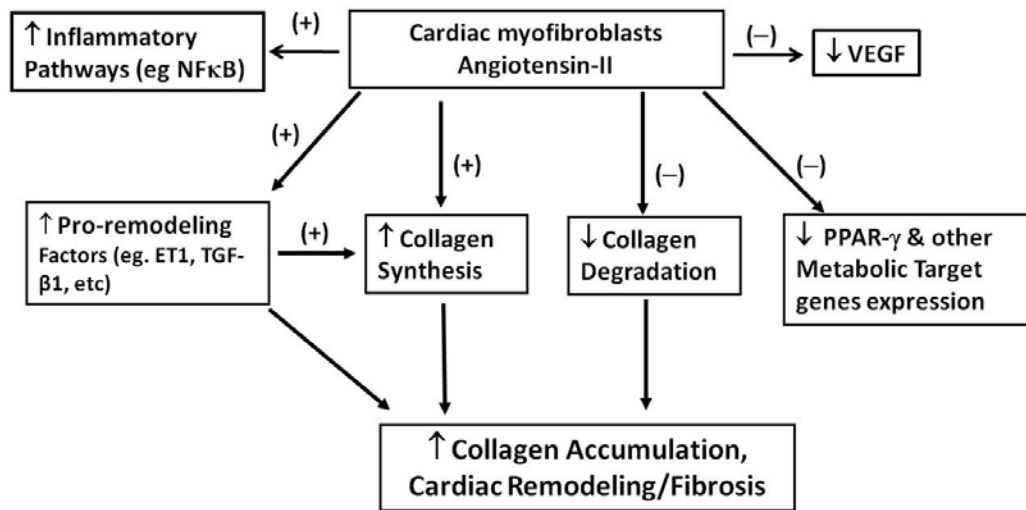 ↑ Inflammatory
Pathways (eg NFκB)
(+)
Cardiac myofibroblasts
Angiotensin-II
(−)
↓ VEGF
(+)
(+)
(−)
(−)
↑ Pro-remodeling
Factors (eg. ET1, TGF-
β1, etc)
(+)
↑ Collagen
Synthesis
↓ Collagen
Degradation
↓ PPAR-γ & other
Metabolic Target
genes expression
↑ Collagen Accumulation,
Cardiac Remodeling/Fibrosis